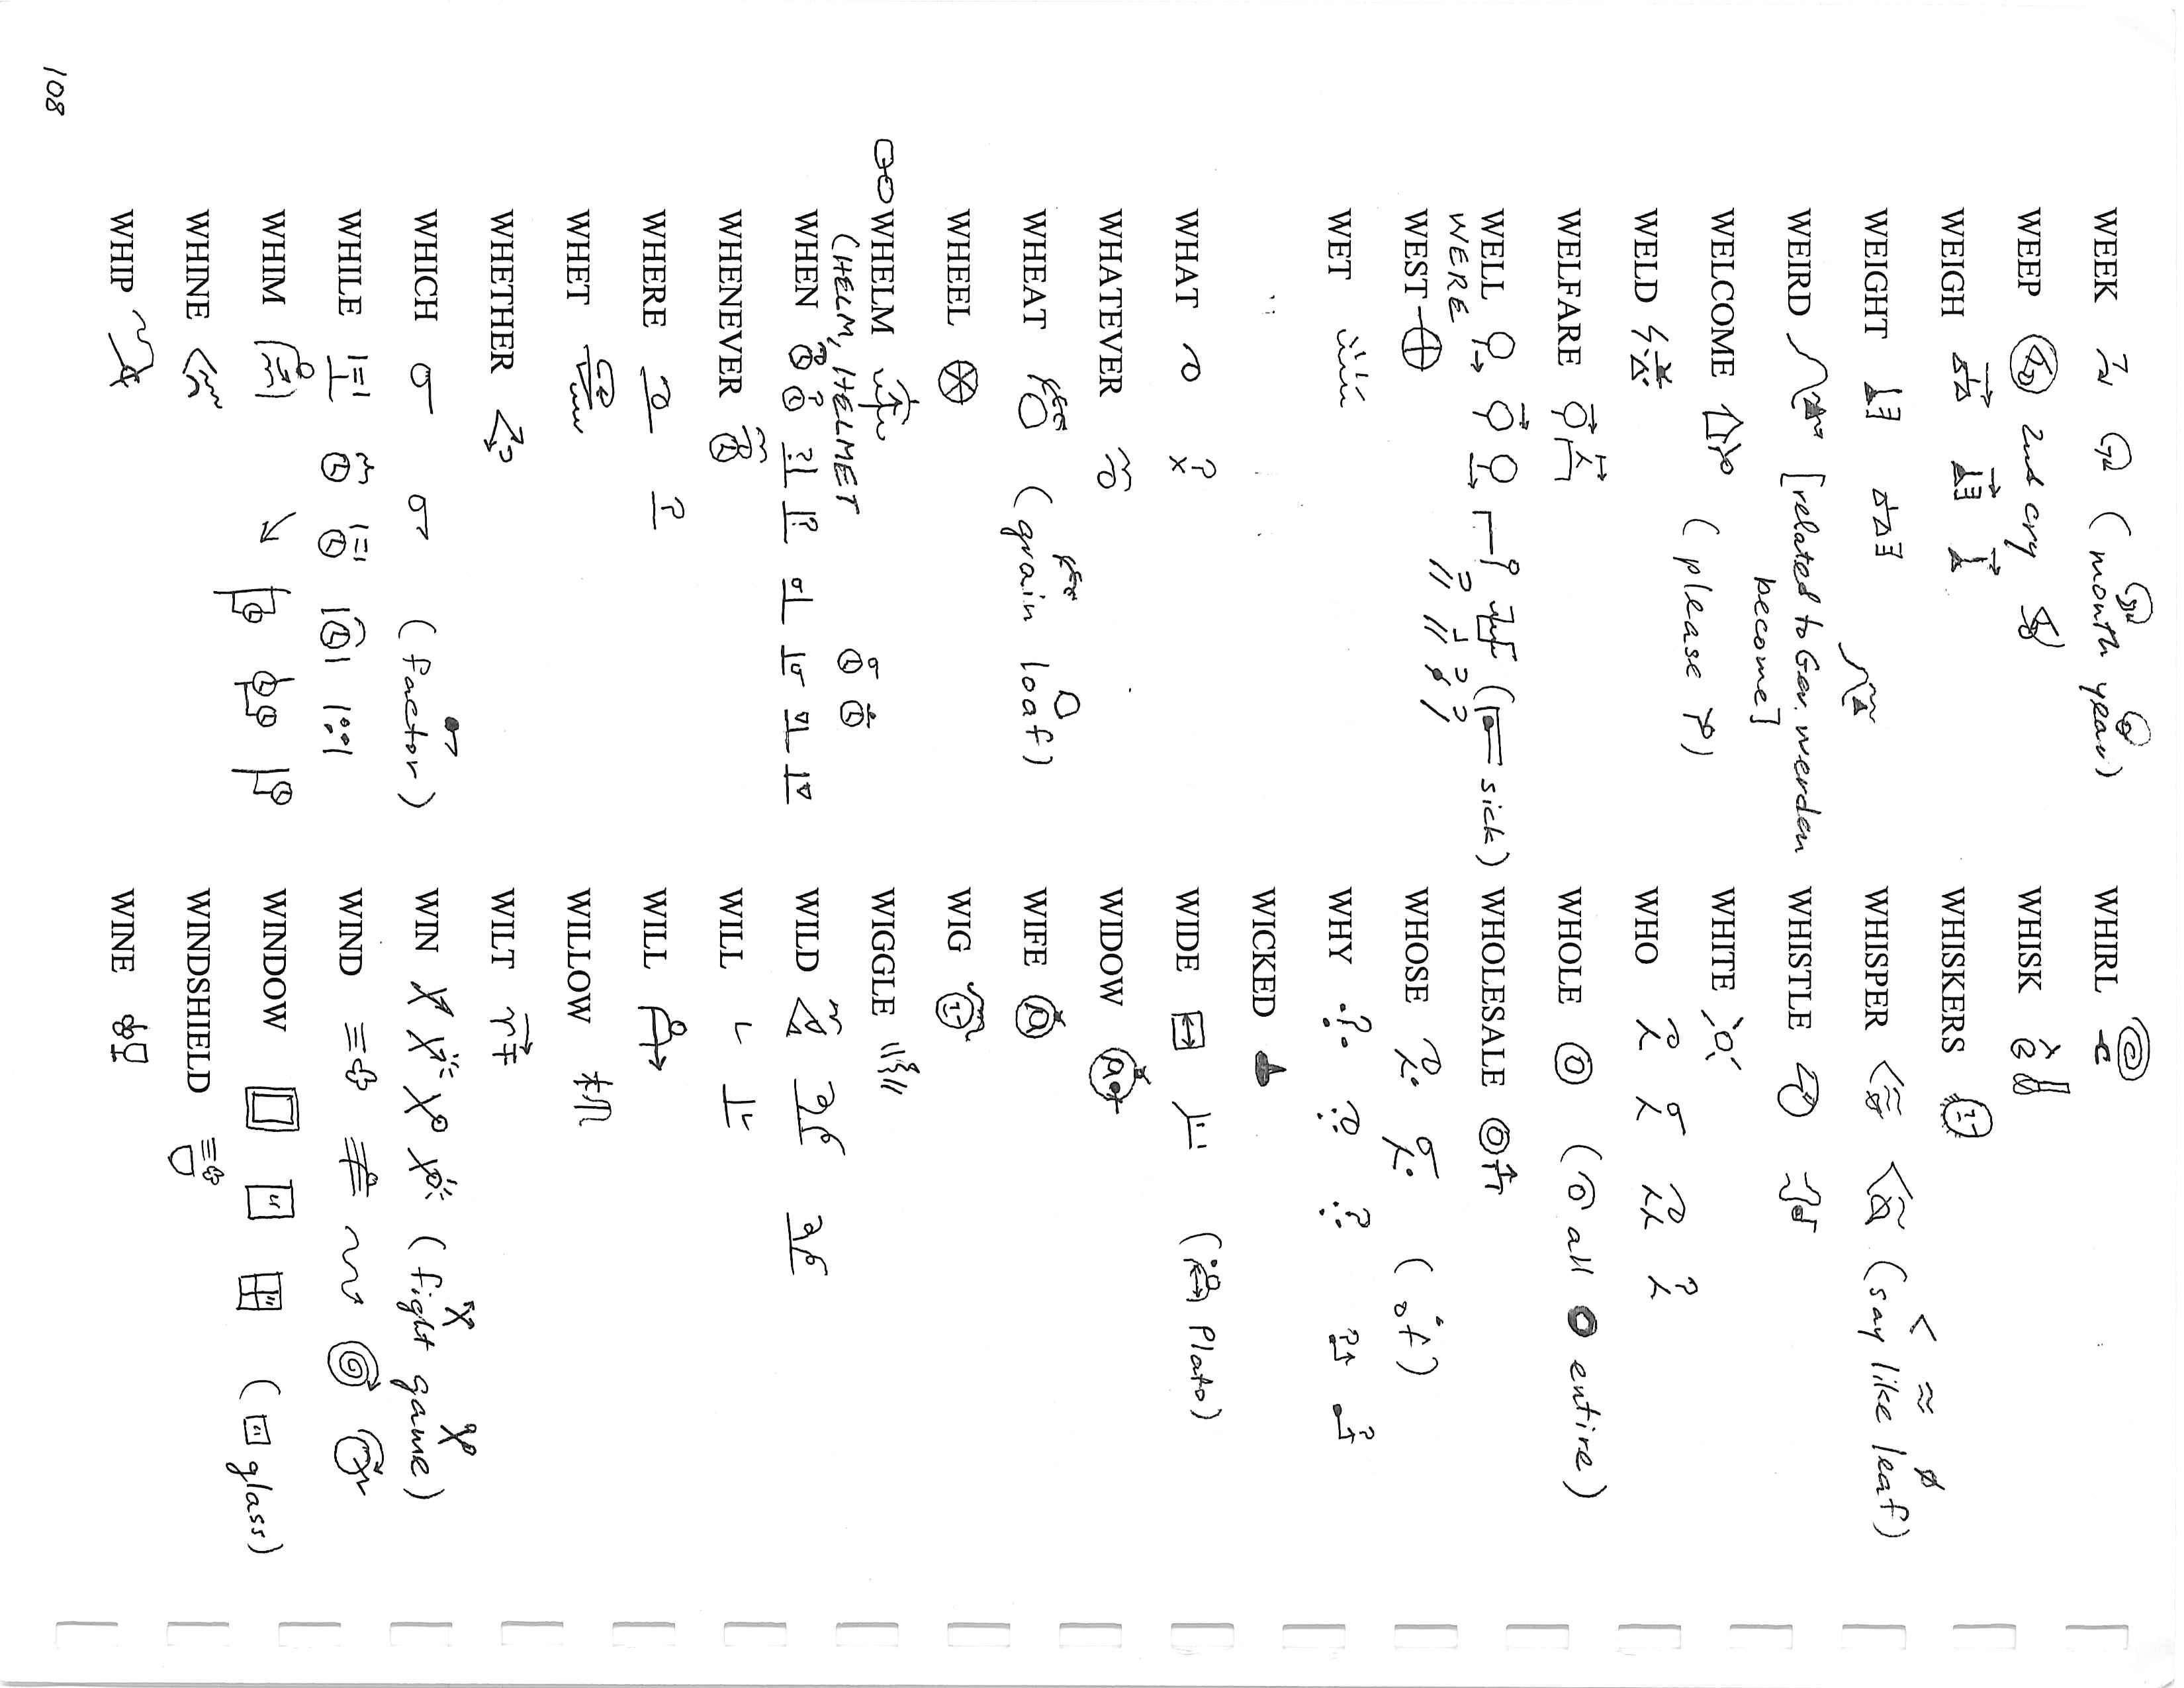 WEEK (month year)
WEEP 2nd cry
WEIGH
WEIGHT
WEIRD [related to Ger. werden
become]
WELCOME (please)
WELD
WELFARE
WELL (sick)
WERE
WEST
WET
WHAT
WHATEVER
WHEAT (grain loaf)
WHEEL
WHELM
(HELM, HELMET
WHEN
WHENEVER
WHERE
WHET
WHETHER
WHICH (factor)
WHILE
WHIM
WHINE
WHIP
WHIRL
WHISK
WHISKERS
WHISPER (say like leaf)
WHISTLE
WHITE
WHO
WHOLE (all entire)
WHOLESALE
WHOSE (of)
WHY
WICKED
WIDE (Plato)
WIDOW
WIFE
WIG
WIGGLE
WILD
WILL
WILL
WILLOW
WILT
WIN (fight game)
WIND
WINDOW (glass)
WINDSHIELD
WINE
108